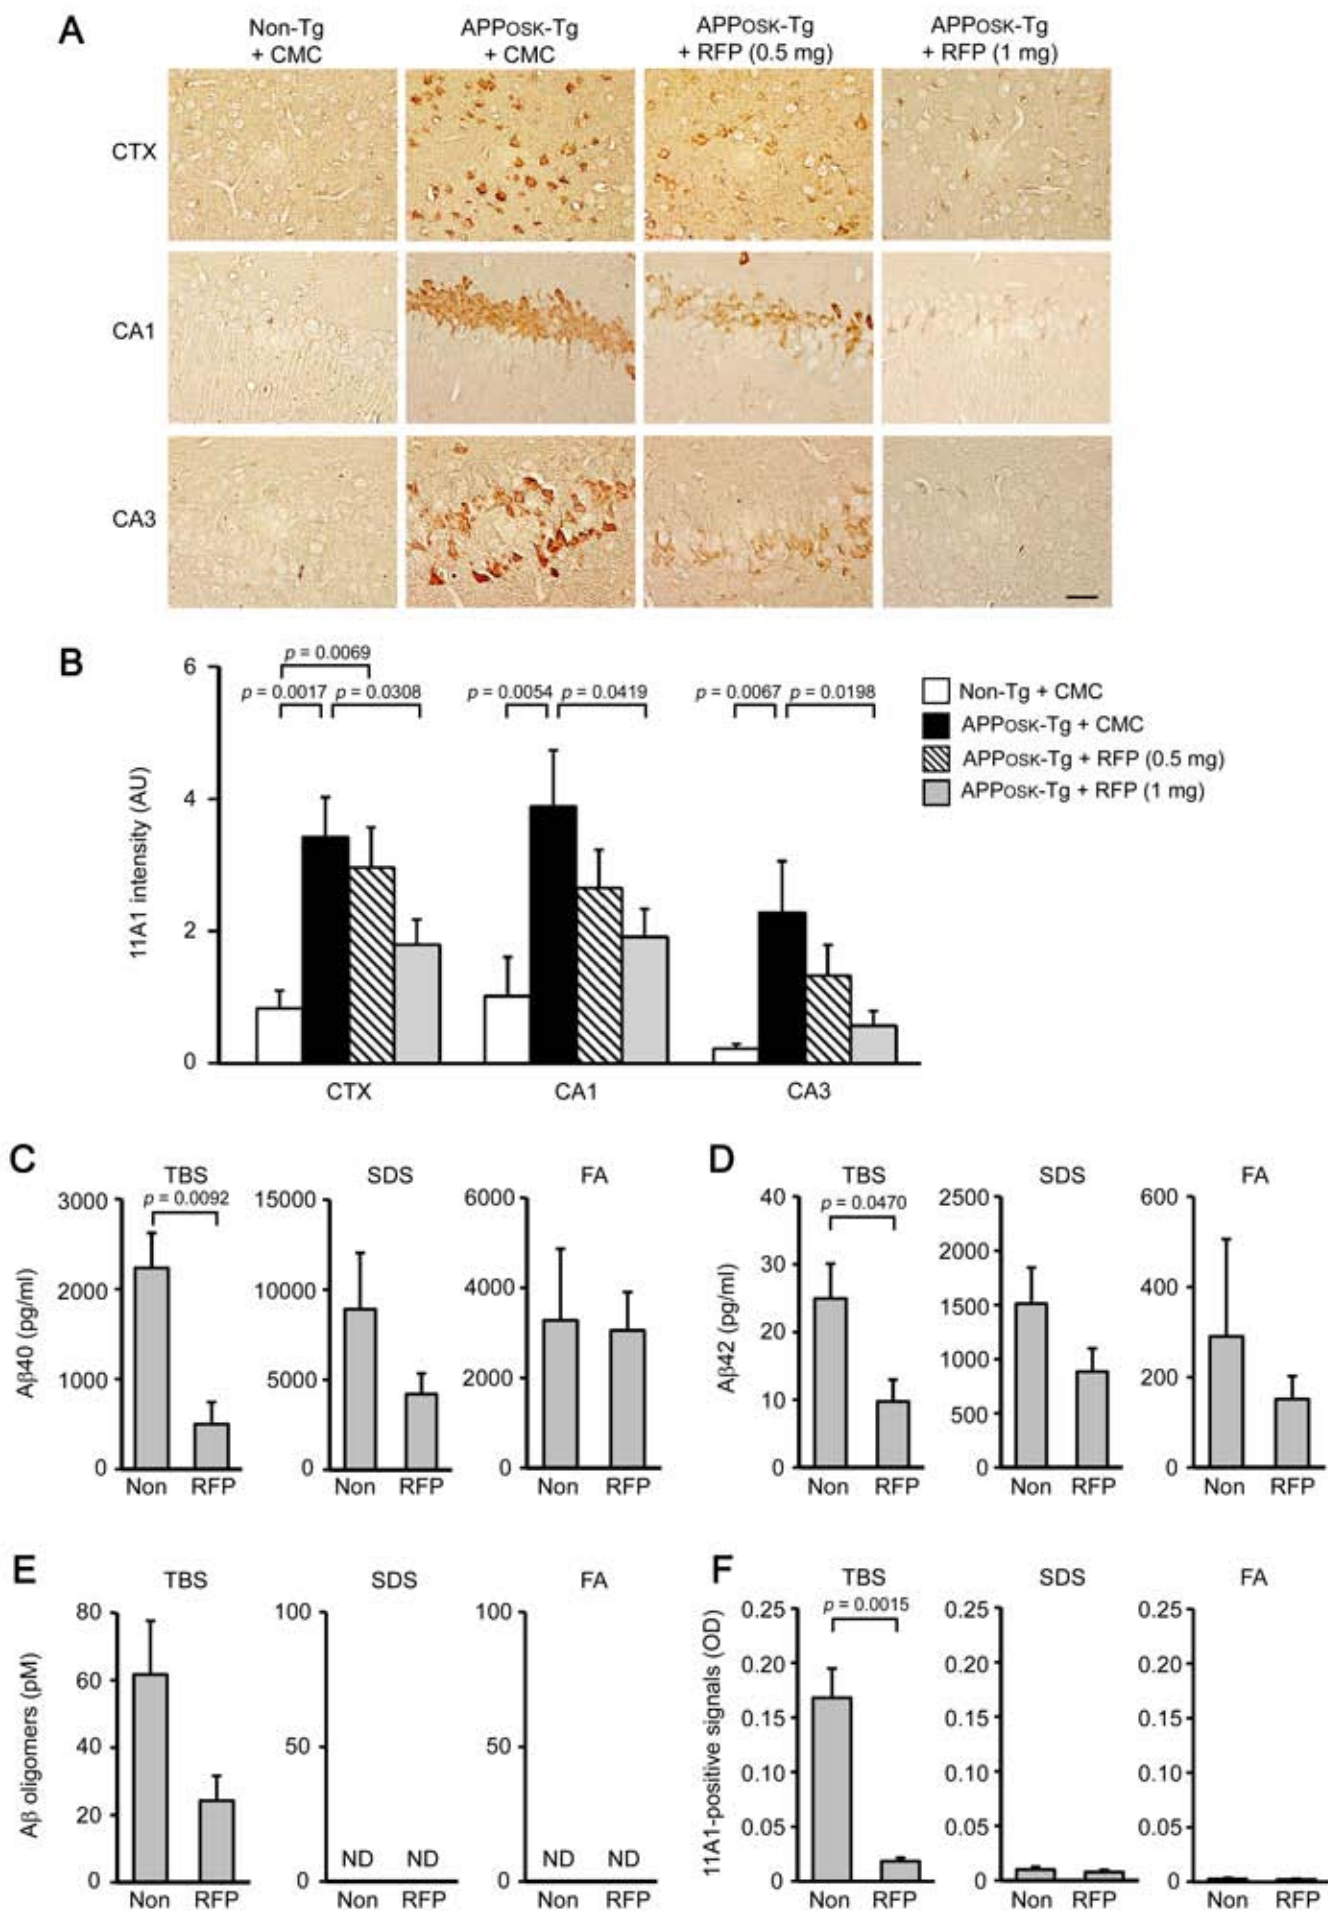 A
Non-Tg
+ CMC
APPOSK-Tg
+ CMC
APPOSK-Tg
+ RFP (0.5 mg)
APPOSK-Tg
+ RFP (1 mg)
CTX
CA1
CA3
B
11A1 intensity (AU)
6
4
2
0
p = 0.0069
p = 0.0017
p = 0.0308
p = 0.0054
p = 0.0419
p = 0.0067
p = 0.0198
CTX
CA1
CA3
Non-Tg + CMC
APPOSK-Tg + CMC
APPOSK-Tg + RFP (0.5 mg)
APPOSK-Tg + RFP (1 mg)
C
Aβ40 (pg/ml)
TBS
p = 0.0092
3000
2000
1000
0
Non RFP
SDS
15000
10000
5000
0
Non RFP
FA
6000
4000
2000
0
Non RFP
D
Aβ42 (pg/ml)
TBS
p = 0.0470
40
30
20
10
0
Non RFP
SDS
2500
2000
1500
1000
500
0
Non RFP
FA
600
400
200
0
Non RFP
E
Aβ oligomers (pM)
TBS
80
60
40
20
0
Non RFP
SDS
100
50
0
ND ND
Non RFP
FA
100
50
0
ND ND
Non RFP
F
11A1-positive signals (OD)
TBS
p = 0.0015
0.25
0.20
0.15
0.10
0.05
0
Non RFP
SDS
0.25
0.20
0.15
0.10
0.05
0
Non RFP
FA
0.25
0.20
0.15
0.10
0.05
0
Non RFP